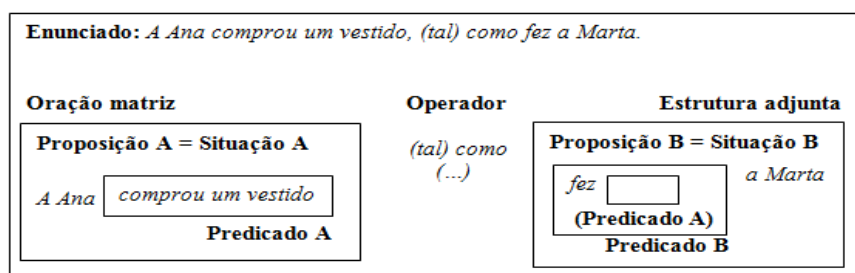 Enunciado: A Ana comprou um vestido, (tal) como fez a Marta.
Oração matriz Operador Estrutura adjunta
Proposição A = Situação A
A Ana comprou um vestido
Predicado A
(tal) como
(...)
Proposição B = Situação B
fez a Marta
(Predicado A)
Predicado B